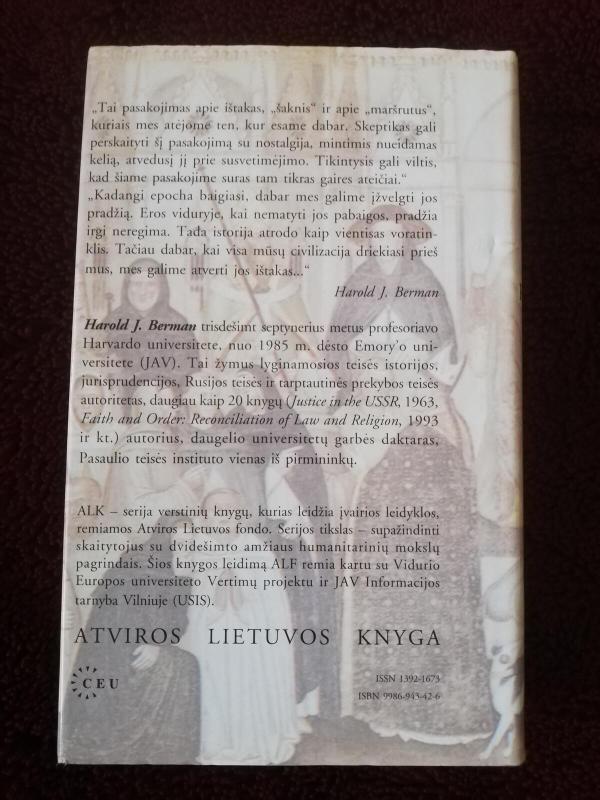 „Tai pasakojimas apie ištakas, „šaknis“ ir apie „maršrutus“,
kuriais mes atėjome ten, kur esame dabar. Skeptikas gali
perskaityti šį pasakojimą su nostalgija, mintimis nueidamas
kelią, atvedusį jį prie susvetimėjimo. Tikintysis gali viltis,
kad šiame pasakojime suras tam tikras gaires ateičiai.“
„Kadangi epocha baigiasi, dabar mes galime įžvelgti jos
pradžią. Eros viduryje, kai nematyti jos pabaigos, pradžia
irgi neregima. Tada istorija atrodo kaip vientisas voratin-
klis. Tačiau dabar, kai visa mūsų civilizacija driekiasi prieš
mus, mes galime atverti jos ištakas...“
Harold J. Berman
Harold J. Berman trisdešimt septynerius metus profesoriavo
Harvardo universitete, nuo 1985 m. dėsto Emory'o uni-
versitete (JAV). Tai žymus lyginamosios teisės istorijos,
jurisprudencijos, Rusijos teisės ir tarptautinės prekybos teisės
autoritetas, daugiau kaip 20 knygų (Justice in the USSR, 1963,
Faith and Order: Reconciliation of Law and Religion, 1993
ir kt.) autorius, daugelio universitetų garbės daktaras,
Pasaulio teisės instituto vienas iš pirmininkų.
ALK – serija verstinių knygų, kurias leidžia įvairios leidyklos,
remiamos Atviros Lietuvos fondo. Serijos tikslas – supažindinti
skaitytojus su dvidešimto amžiaus humanitarinių mokslų
pagrindais. Šios knygos leidimą ALF remia kartu su Vidurio
Europos universiteto Vertimų projektu ir JAV Informacijos
tarnyba Vilniuje (USIS).
ATVIROS LIETUVOS KNYGA
CEU
ISSN 1392-1673
ISBN 9986-943-42-6